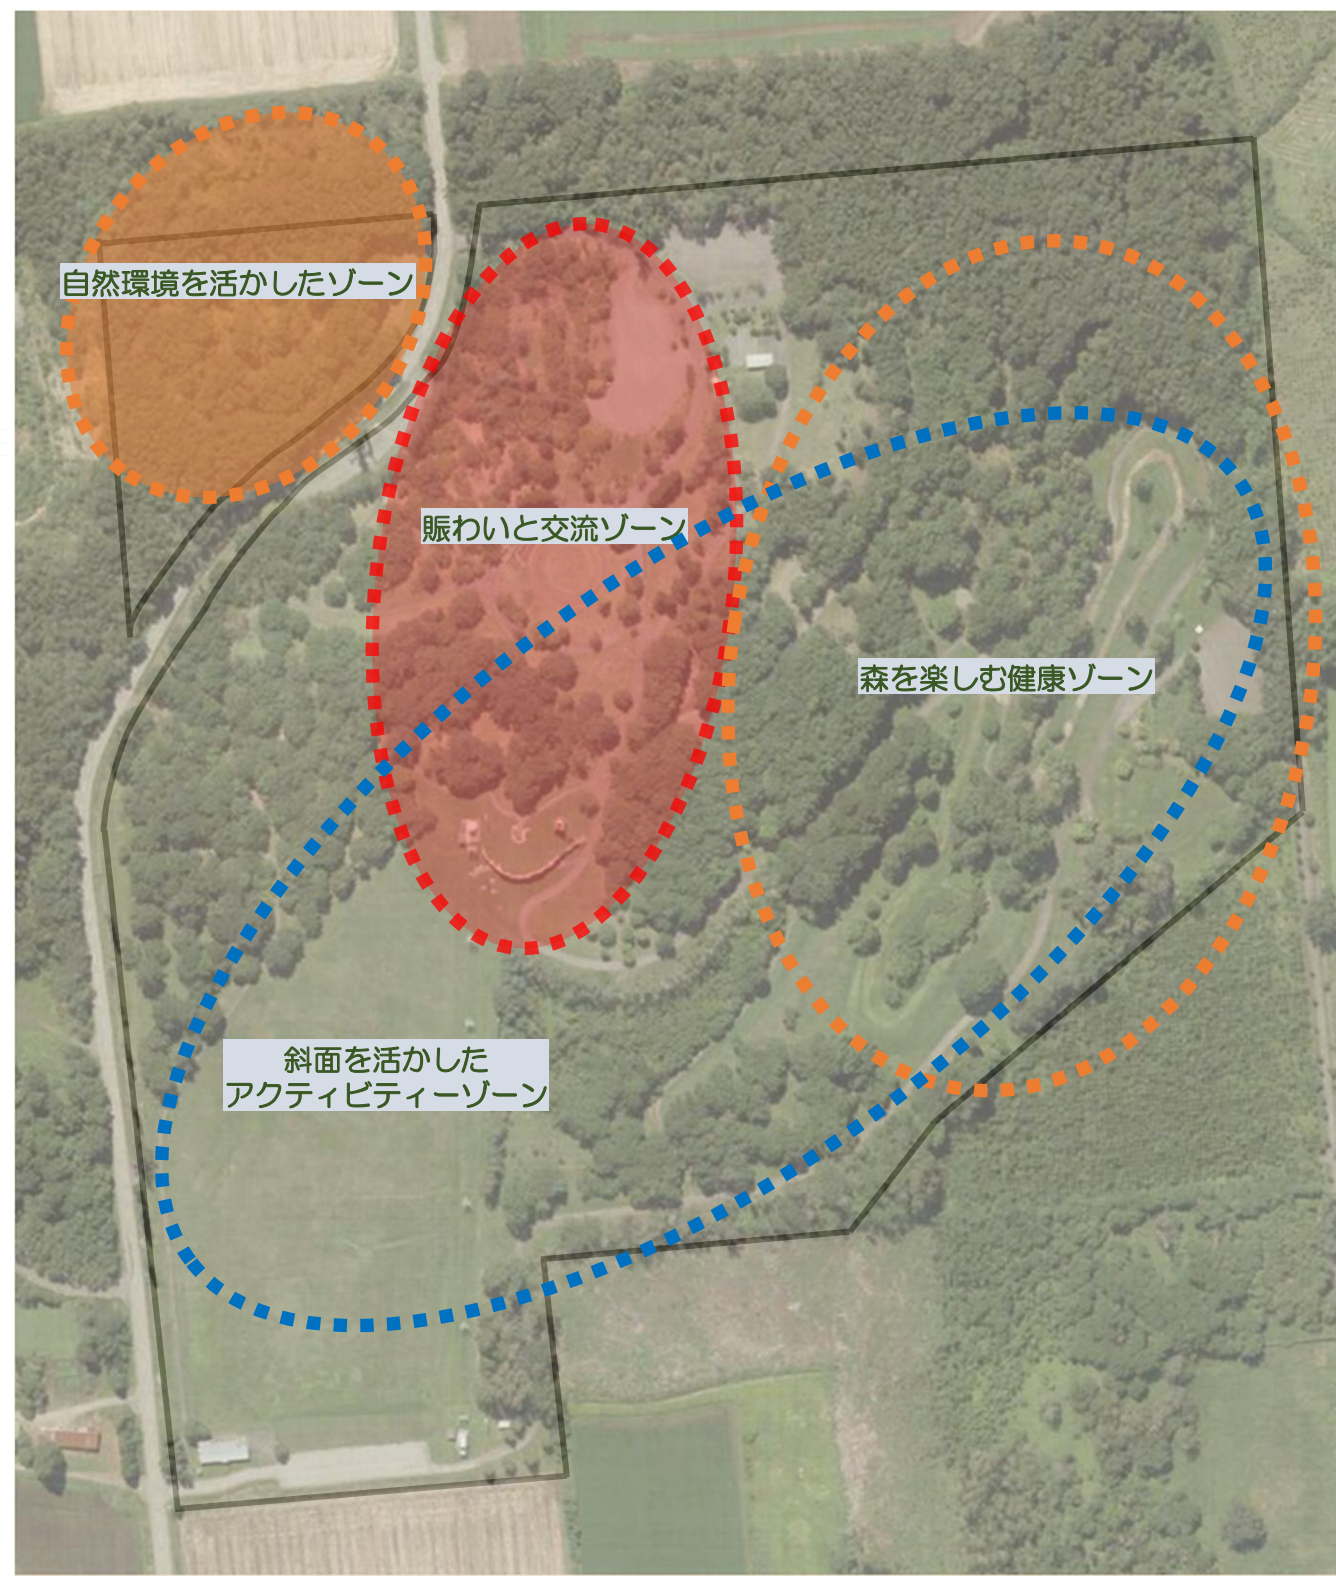 自然環境を活かしたゾーン
賑わいと交流ゾーン
森を楽しむ健康ゾーン
斜面を活かした
アクティビティーゾーン